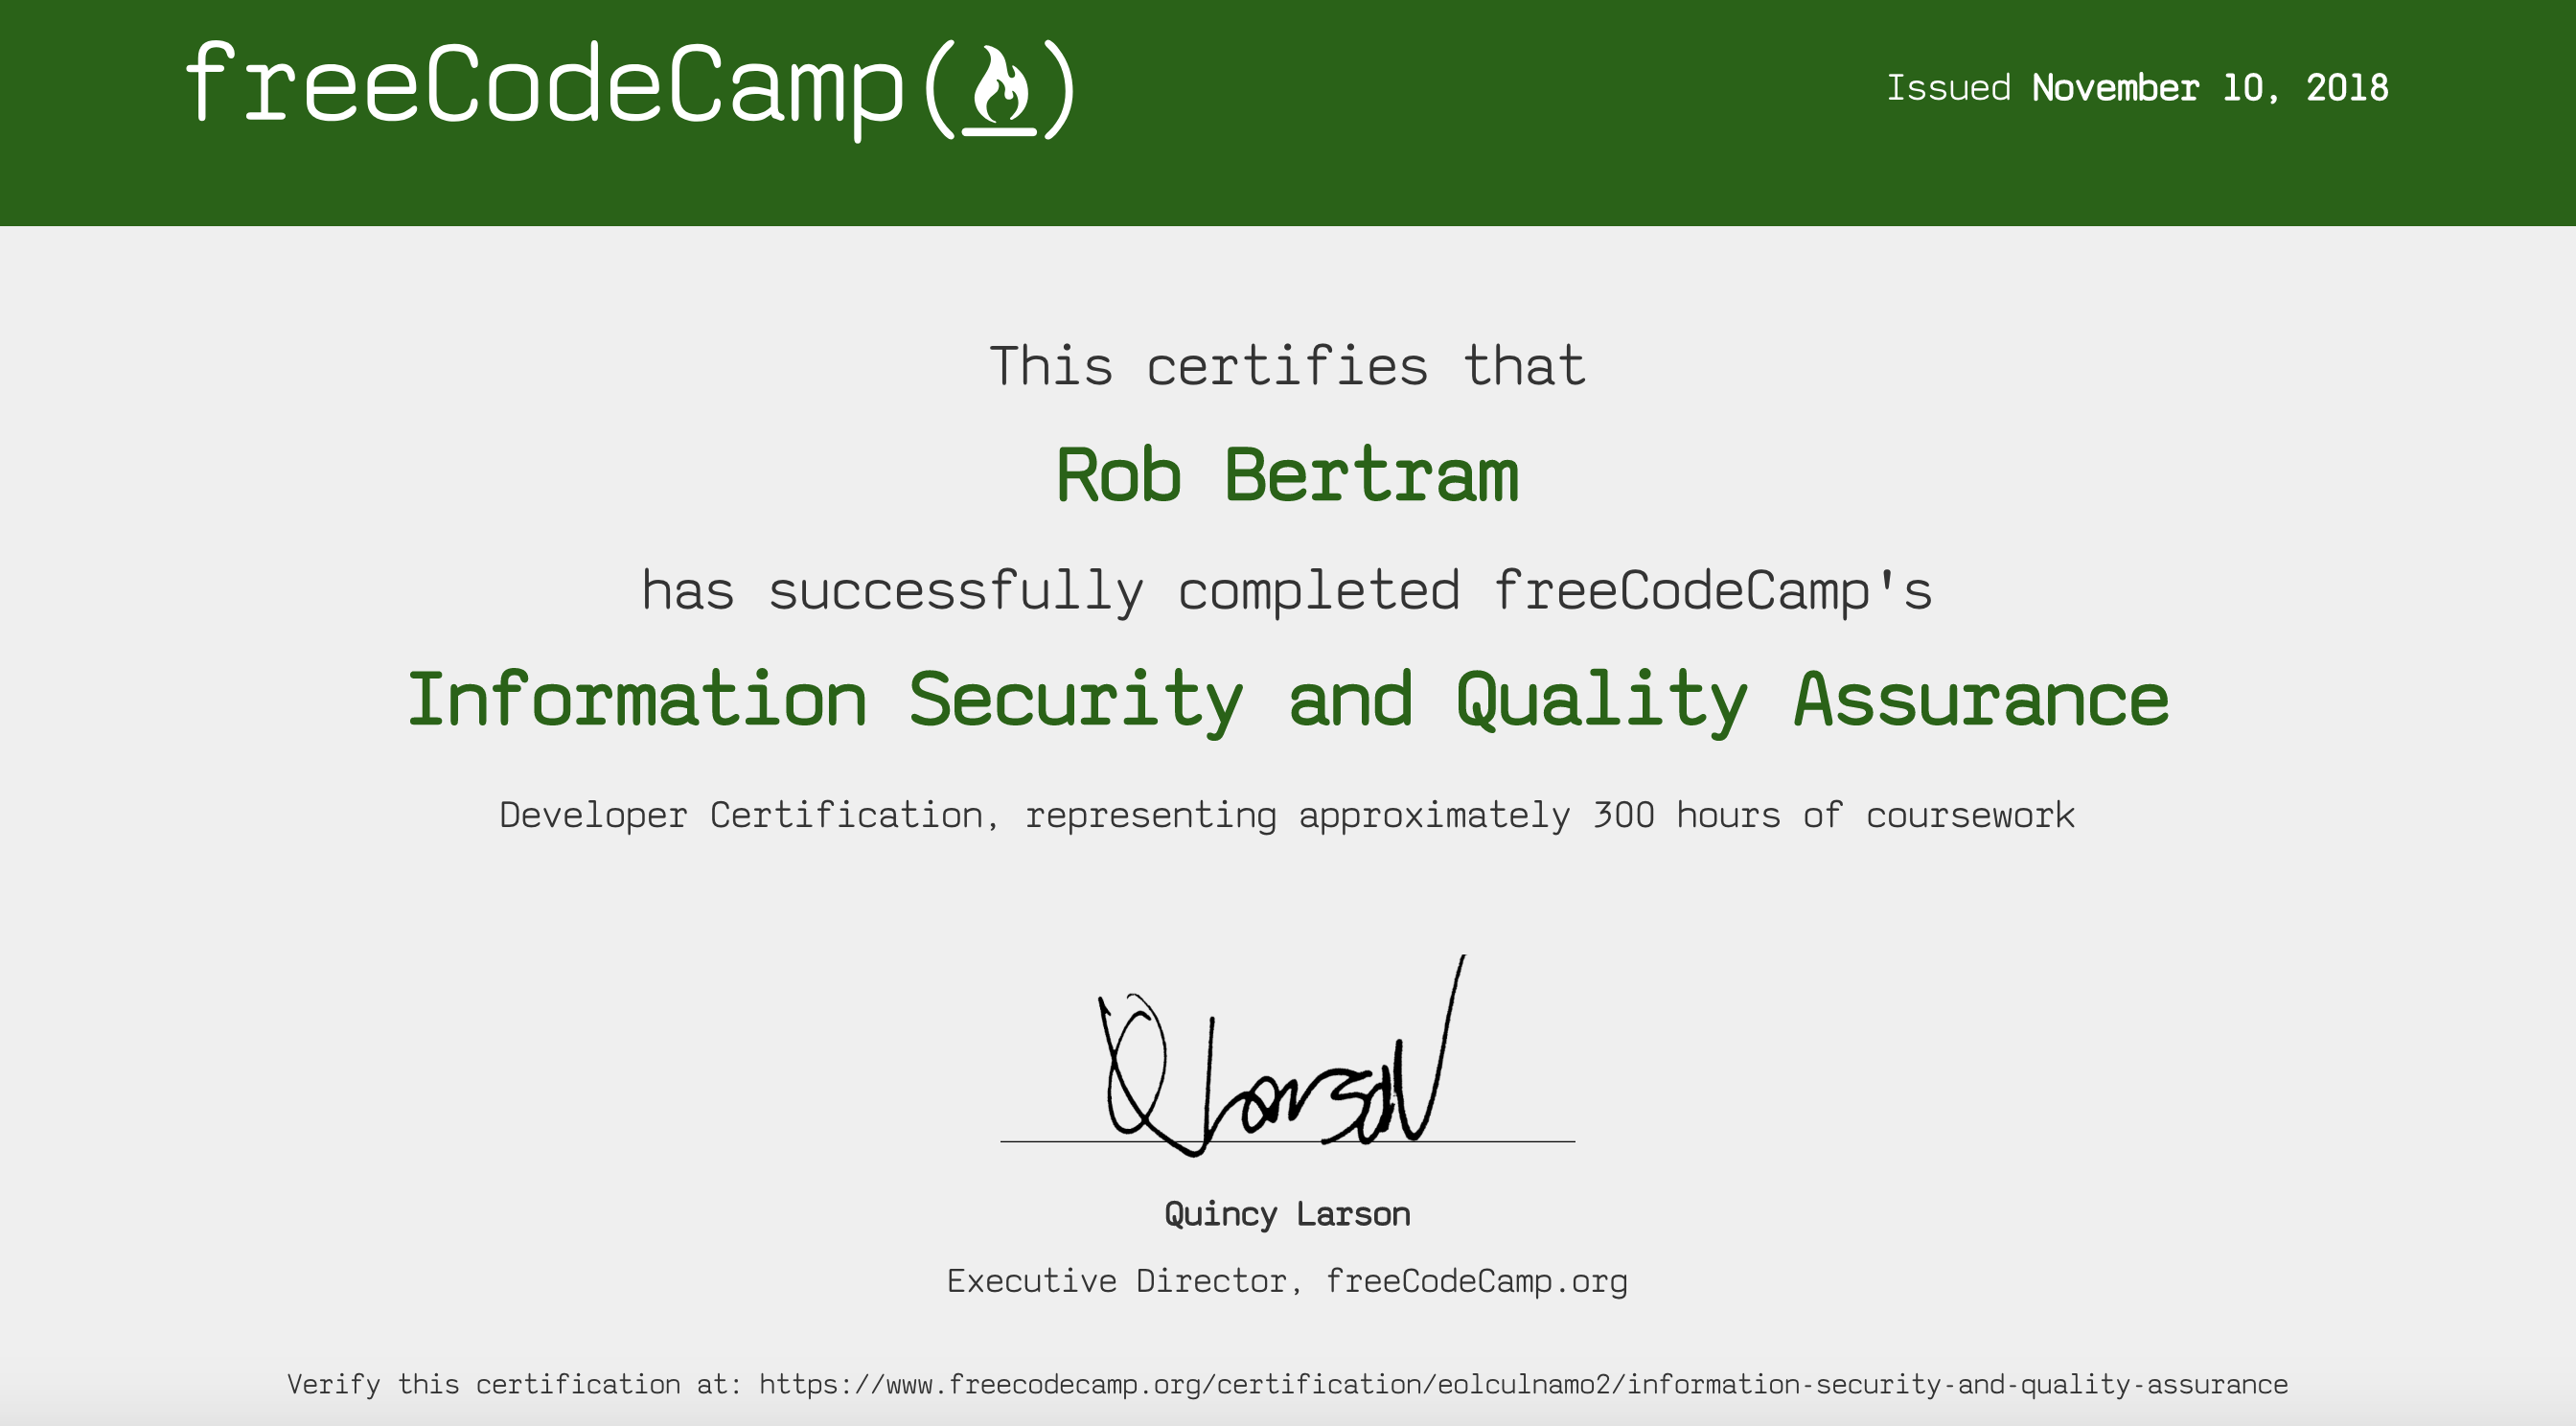 freeCodeCamp(🔥)
Issued November 10, 2018
This certifies that
Rob Bertram
has successfully completed freeCodeCamp's
Information Security and Quality Assurance
Developer Certification, representing approximately 300 hours of coursework
QLarson
Quincy Larson
Executive Director, freeCodeCamp.org
Verify this certification at: https://www.freecodecamp.org/certification/eolculnamo2/information-security-and-quality-assurance